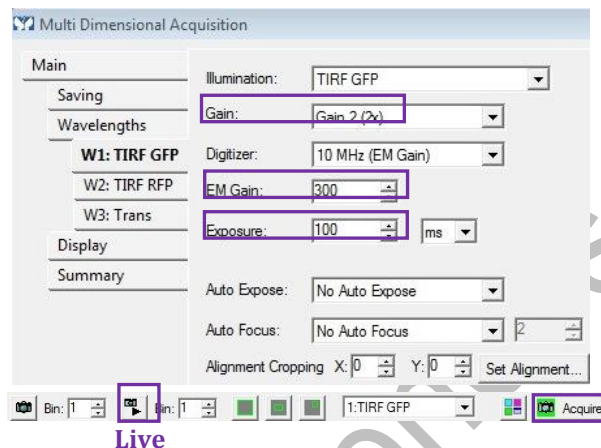 Multi Dimensional Acquisition
Main
Saving
Wavelengths
W1: TIRF GFP
W2: TIRF RFP
W3: Trans
Display
Summary
Illumination: TIRF GFP
Gain: Gain 2 (2x)
Digitizer: 10 MHz (EM Gain)
EM Gain: 300
Exposure: 100 ms
Auto Expose: No Auto Expose
Auto Focus: No Auto Focus 2
Alignment Cropping X: 0 Y: 0 Set Alignment...
Bin: 1 Bin: 1 1:TIRF GFP Acquire
Live